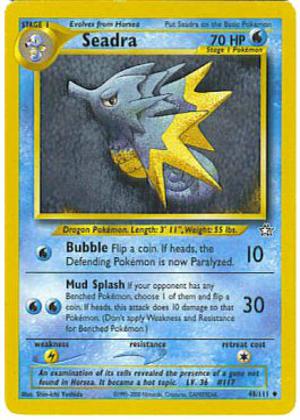 STAGE 1 Evolves from Horsea Put Seadra on the Basic Pokémon
Seadra 70 HP
Stage 1 Pokémon
Dragon Pokémon. Length: 3' 11", Weight: 55 lbs.
Bubble Flip a coin. If heads, the
Defending Pokémon is now Paralyzed. 10
Mud Splash If your opponent has any
Benched Pokémon, choose 1 of them and flip a
coin. If heads, this attack does 10 damage to that
Pokémon. (Don't apply Weakness and Resistance
for Benched Pokémon.) 30
weakness resistance retreat cost
An examination of its cells revealed the presence of a gene not
found in Horsea. It became a hot topic. LV. 36 #117
Illus. Shin-ichi Yoshida 48/111